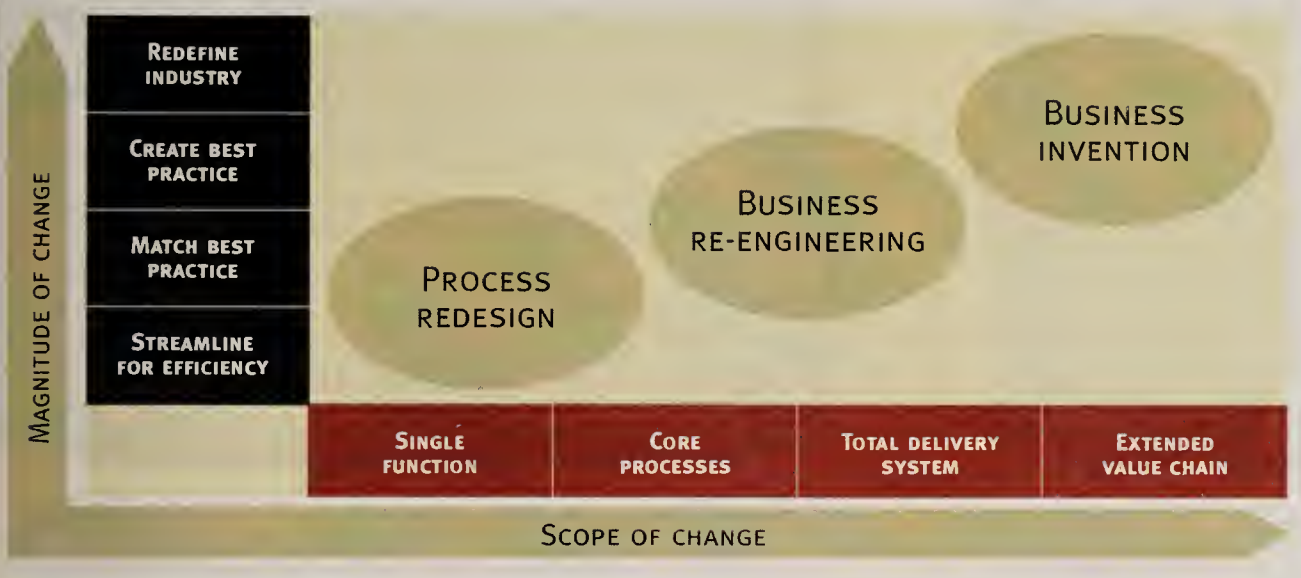 REDEFINE
INDUSTRY
CREATE BEST
PRACTICE
MATCH BEST
PRACTICE
STREAMLINE
FOR EFFICIENCY
MAGNITUDE OF CHANGE
PROCESS
REDESIGN
BUSINESS
RE-ENGINEERING
BUSINESS
INVENTION
SINGLE
FUNCTION
CORE
PROCESSES
TOTAL DELIVERY
SYSTEM
EXTENDED
VALUE CHAIN
SCOPE OF CHANGE